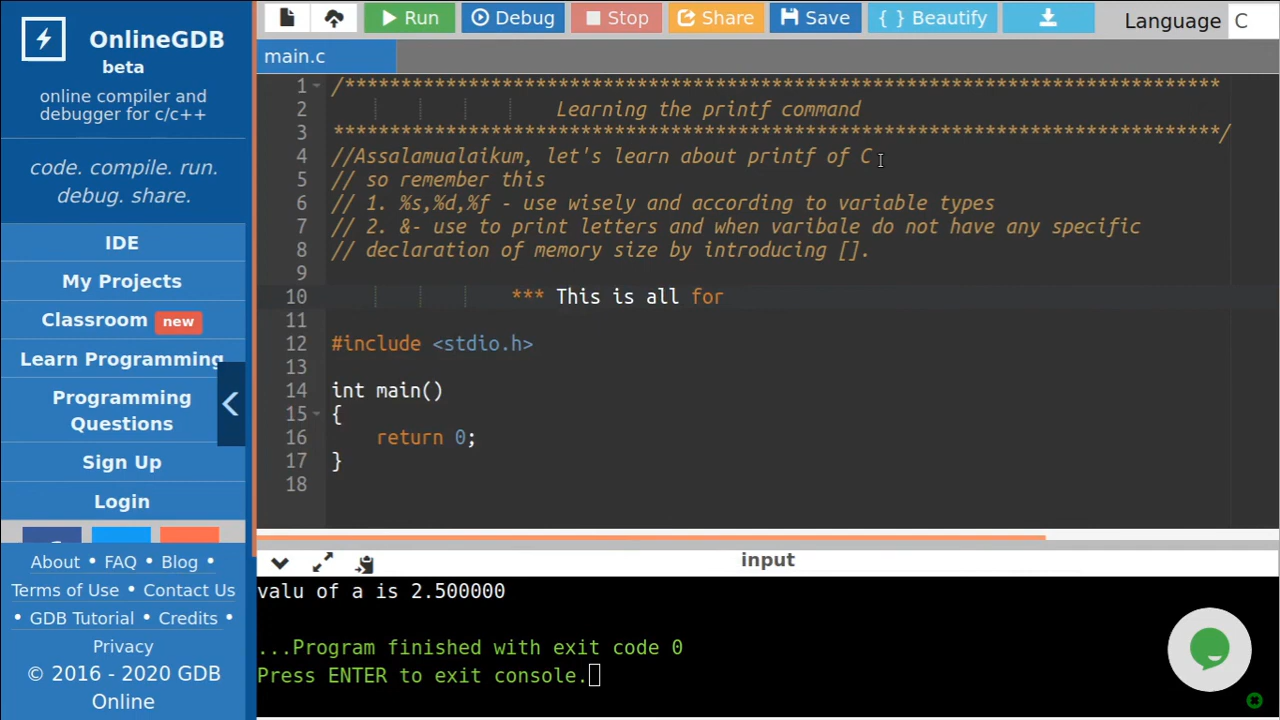 OnlineGDB
beta
online compiler and
debugger for c/c++
code. compile. run.
debug. share.
IDE
My Projects
Classroom new
Learn Programming
Programming
Questions
Sign Up
Login
About • FAQ • Blog •
Terms of Use • Contact Us
• GDB Tutorial • Credits •
Privacy
© 2016 - 2020 GDB
Online
Run Debug Stop Share Save { } Beautify Language C
main.c
1 /******************************************************************************
2 Learning the printf command
3 *******************************************************************************/
4 //Assalamualaikum, let's learn about printf of C
5 // so remember this
6 // 1. %s,%d,%f - use wisely and according to variable types
7 // 2. &- use to print letters and when varibale do not have any specific
8 // declaration of memory size by introducing [].
9
10 *** This is all for
11
12 #include <stdio.h>
13
14 int main()
15 {
16 return 0;
17 }
18
input
valu of a is 2.500000
...Program finished with exit code 0
Press ENTER to exit console.